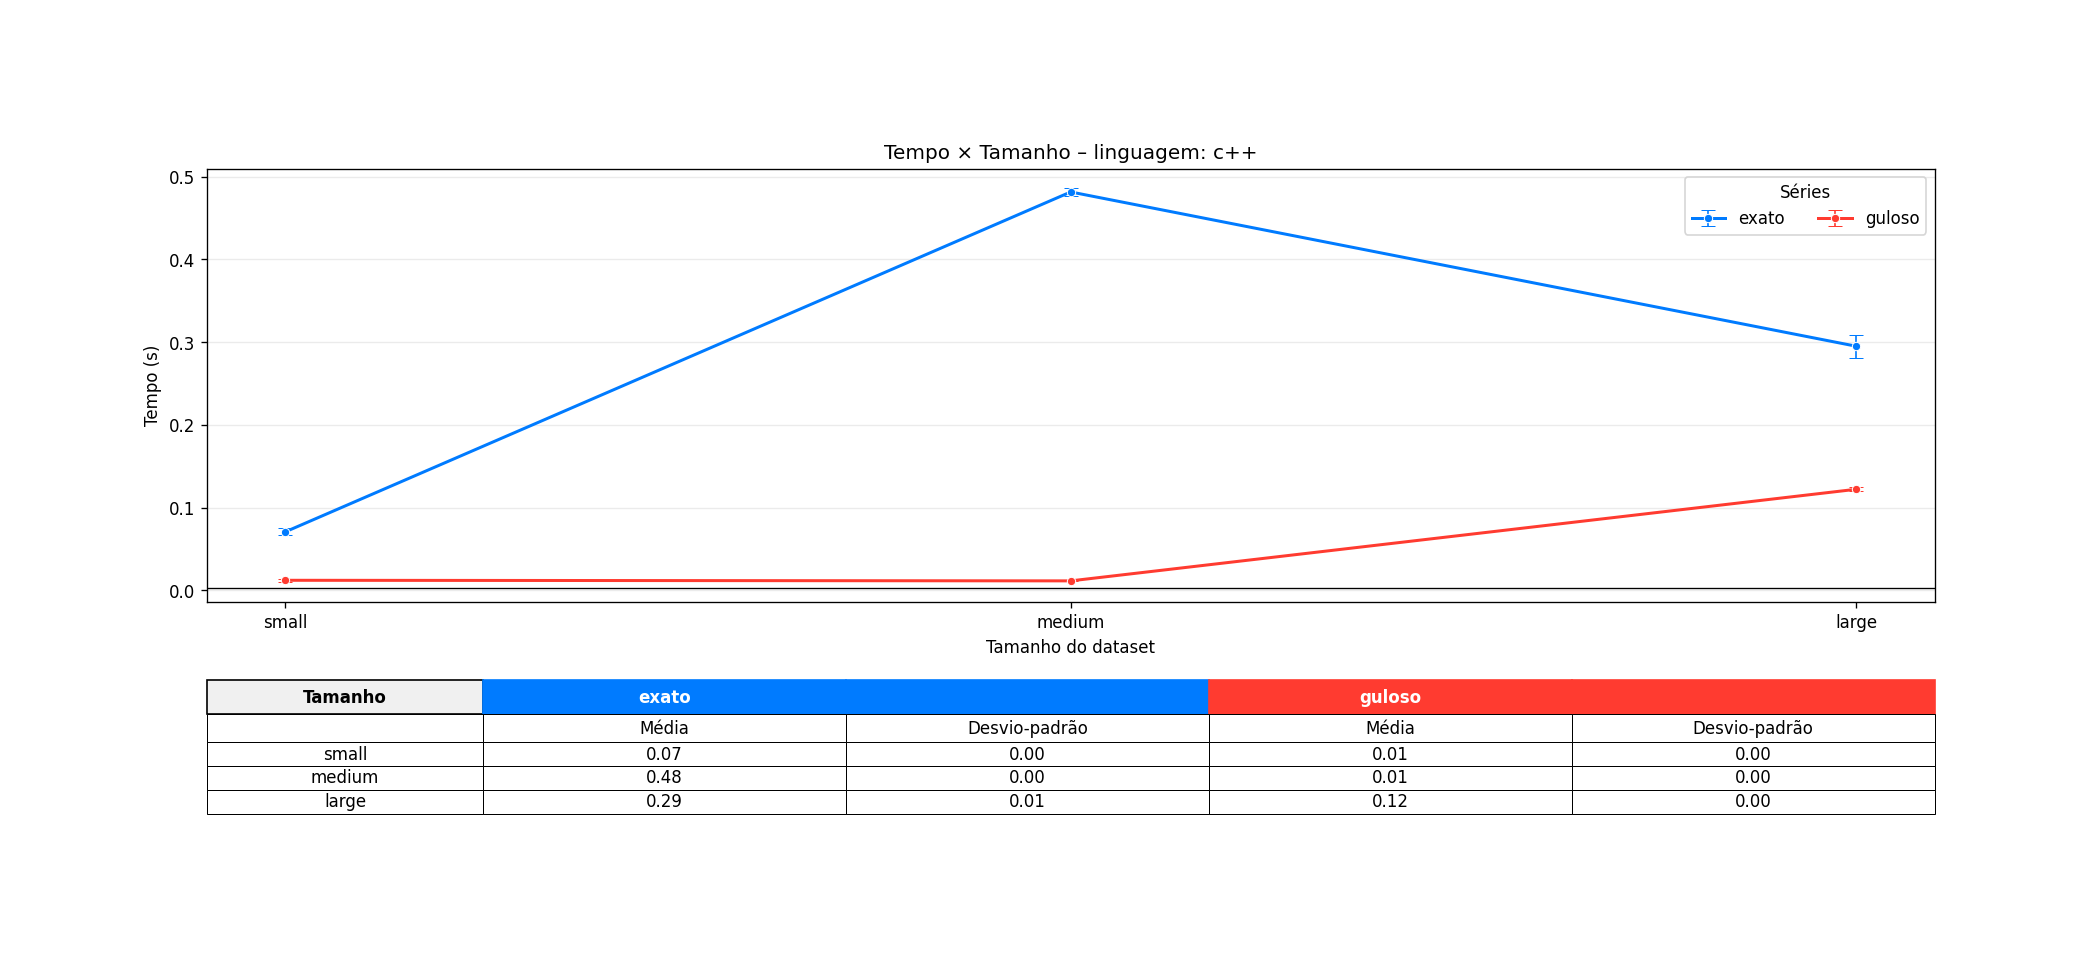 Tempo × Tamanho – linguagem: c++
0.5
0.4
0.3
0.2
0.1
0.0
Tempo (s)
Séries
exato guloso
small medium large
Tamanho do dataset
Tamanho exato guloso
Média Desvio-padrão Média Desvio-padrão
small 0.07 0.00 0.01 0.00
medium 0.48 0.00 0.01 0.00
large 0.29 0.01 0.12 0.00